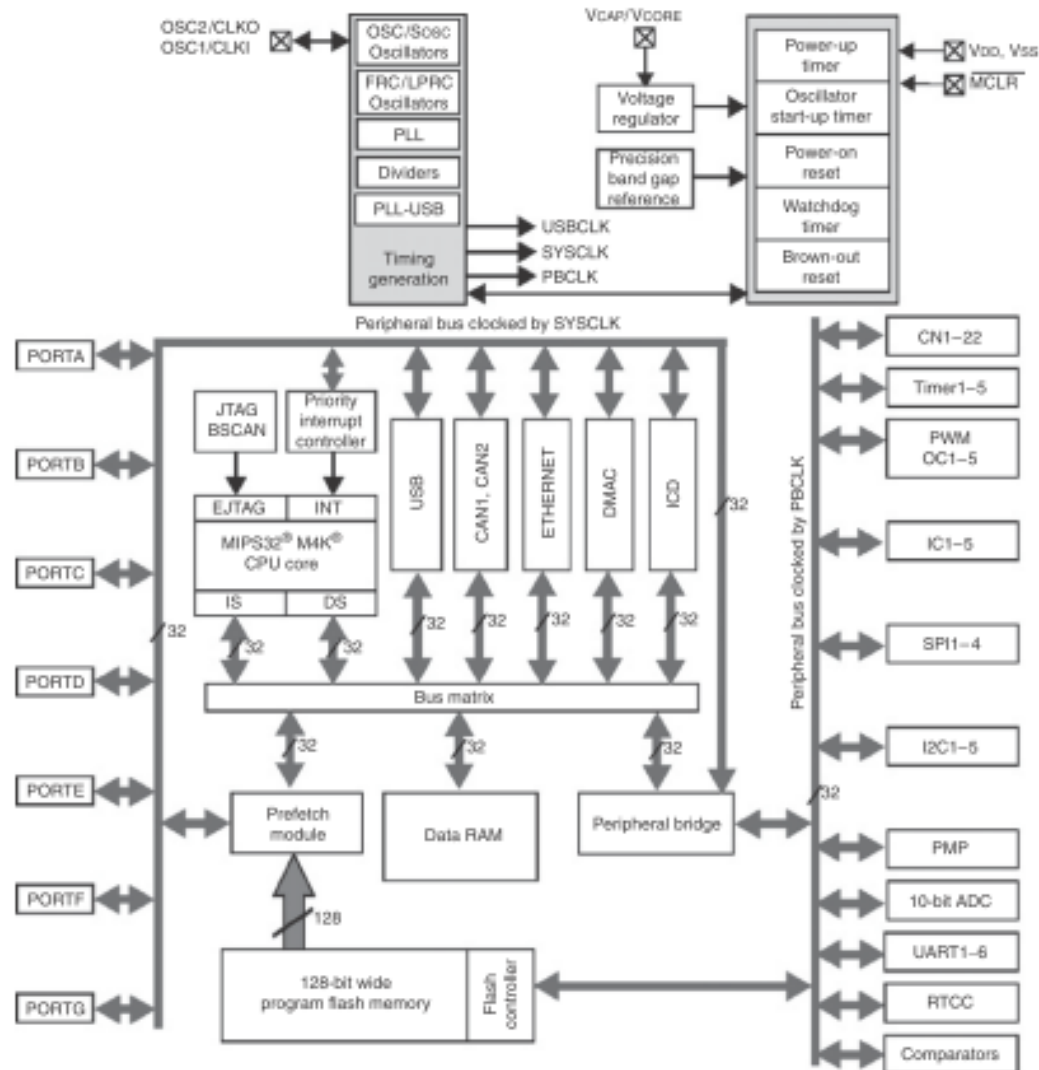 OSC2/CLKO
OSC1/CLKI
OSC/SOSC
Oscillators
FRC/LPRC
Oscillators
PLL
Dividers
PLL-USB
Timing
generation
USBCLK
SYSCLK
PBCLK
VCAP/VCORE
Voltage
regulator
Precision
band gap
reference
Power-up
timer
Oscillator
start-up timer
Power-on
reset
Watchdog
timer
Brown-out
reset
VDD, VSS
MCLR
Peripheral bus clocked by SYSCLK
PORTA
PORTB
PORTC
PORTD
PORTE
PORTF
PORTG
32
JTAG
BSCAN
Priority
interrupt
controller
EJTAG
INT
MIPS32® M4K®
CPU core
IS
DS
USB
CAN1, CAN2
ETHERNET
DMAC
ICD
32
32
32
32
32
32
32
32
Bus matrix
32
32
32
Prefetch
module
Data RAM
Peripheral bridge
128
128-bit wide
program flash memory
Flash
controller
Peripheral bus clocked by PBCLK
32
CN1–22
Timer1–5
PWM
OC1–5
IC1–5
SPI1–4
I2C1–5
PMP
10-bit ADC
UART1–6
RTCC
Comparators